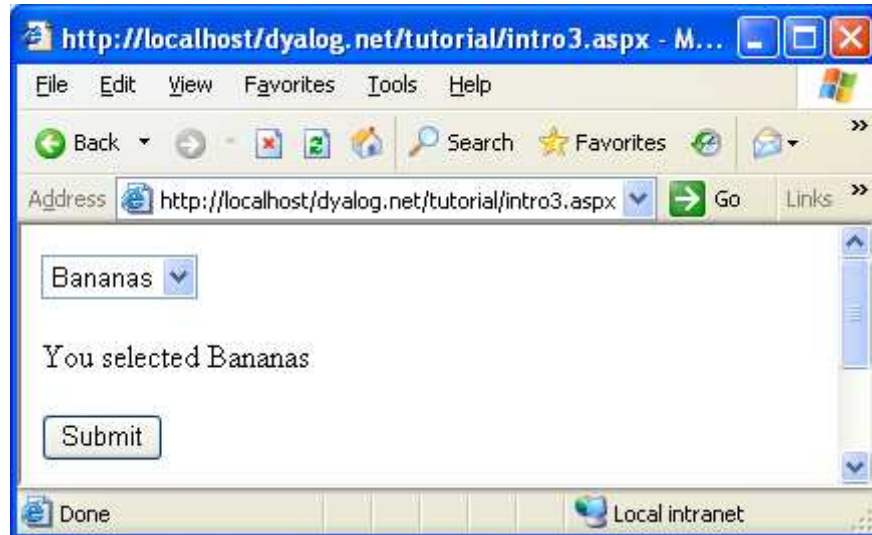 http://localhost/dyalog.net/tutorial/intro3.aspx - M...
File Edit View Favorites Tools Help
Back Search Favorites »
Address http://localhost/dyalog.net/tutorial/intro3.aspx Go Links »
Bananas
You selected Bananas
Submit
Done Local intranet